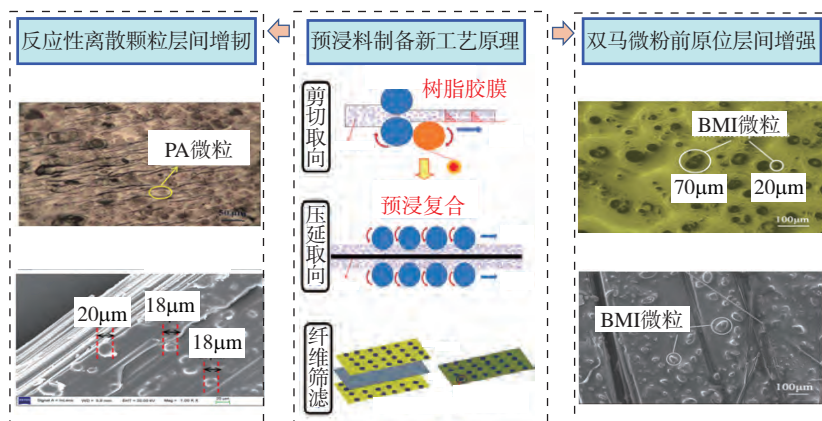 反应性离散颗粒层间增韧
预浸料制备新工艺原理
双马微粉前原位层间增强
PA微粒
20μm
18μm
18μm
剪切取向
树脂胶膜
压延取向
预浸复合
纤维筛滤
BMI微粒
70μm
20μm
100μm
BMI微粒
100μm